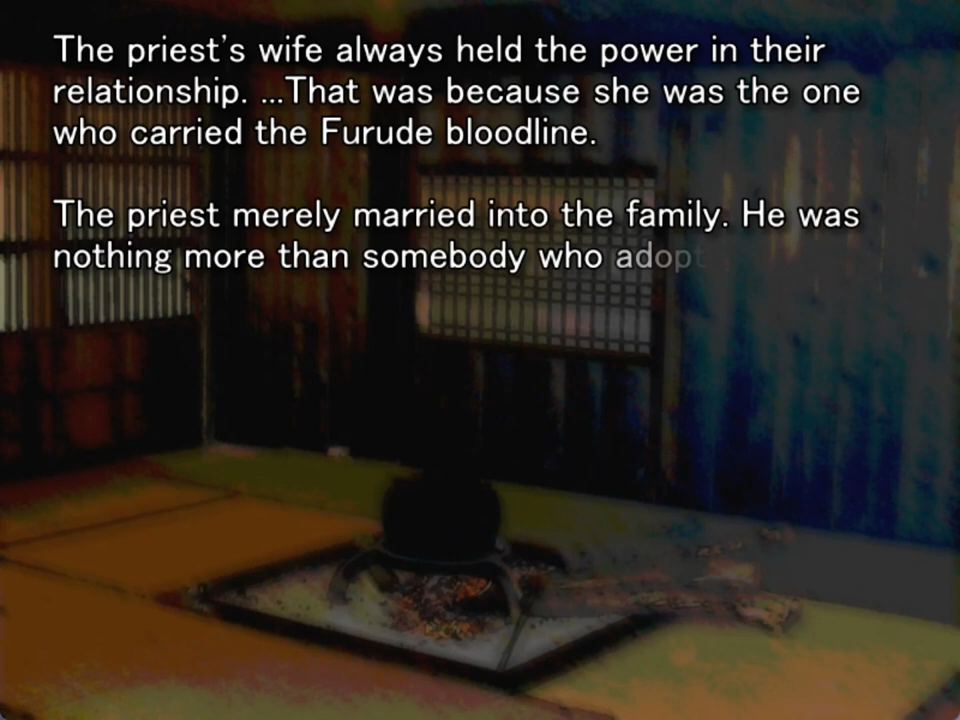 The priest's wife always held the power in their
relationship. ...That was because she was the one
who carried the Furude bloodline.
The priest merely married into the family. He was
nothing more than somebody who adop